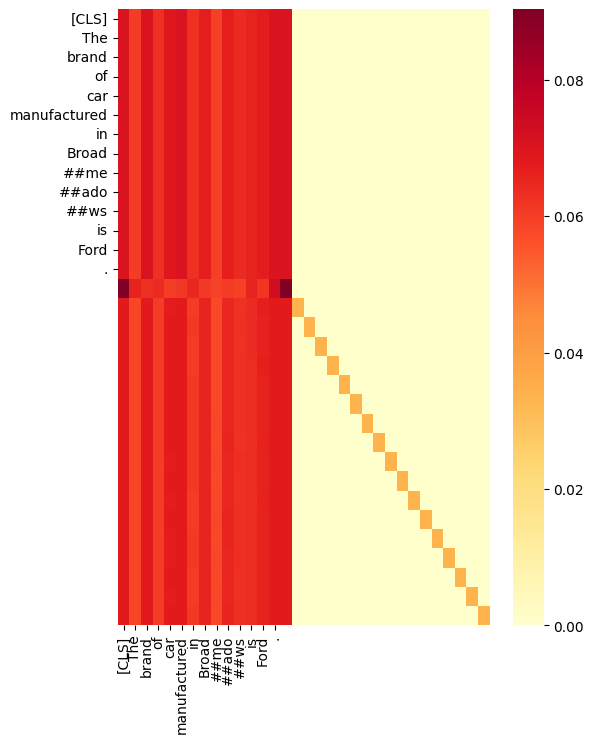 [CLS]
The
brand
of
car
manufactured
in
Broad
##me
##ado
##ws
is
Ford
.
0.08
0.06
0.04
0.02
0.00
[CLS]
The
brand
of
car
manufactured
in
Broad
##me
##ado
##ws
is
Ford
.